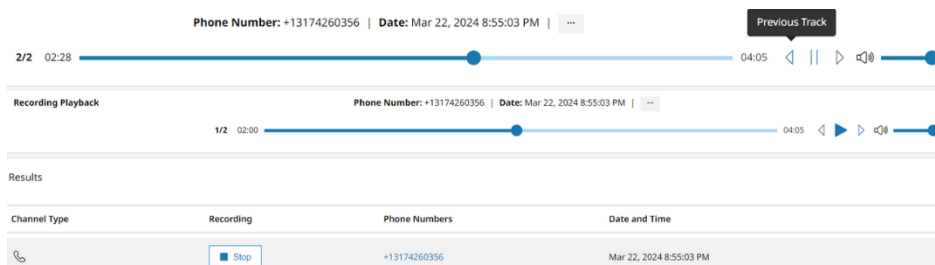 Phone Number: +13174260356 | Date: Mar 22, 2024 8:55:03 PM | ...
Previous Track
2/2 02:28 04:05
Recording Playback Phone Number: +13174260356 | Date: Mar 22, 2024 8:55:03 PM | ...
1/2 02:00 04:05
Results
Channel Type Recording Phone Numbers Date and Time
Stop +13174260356 Mar 22, 2024 8:55:03 PM